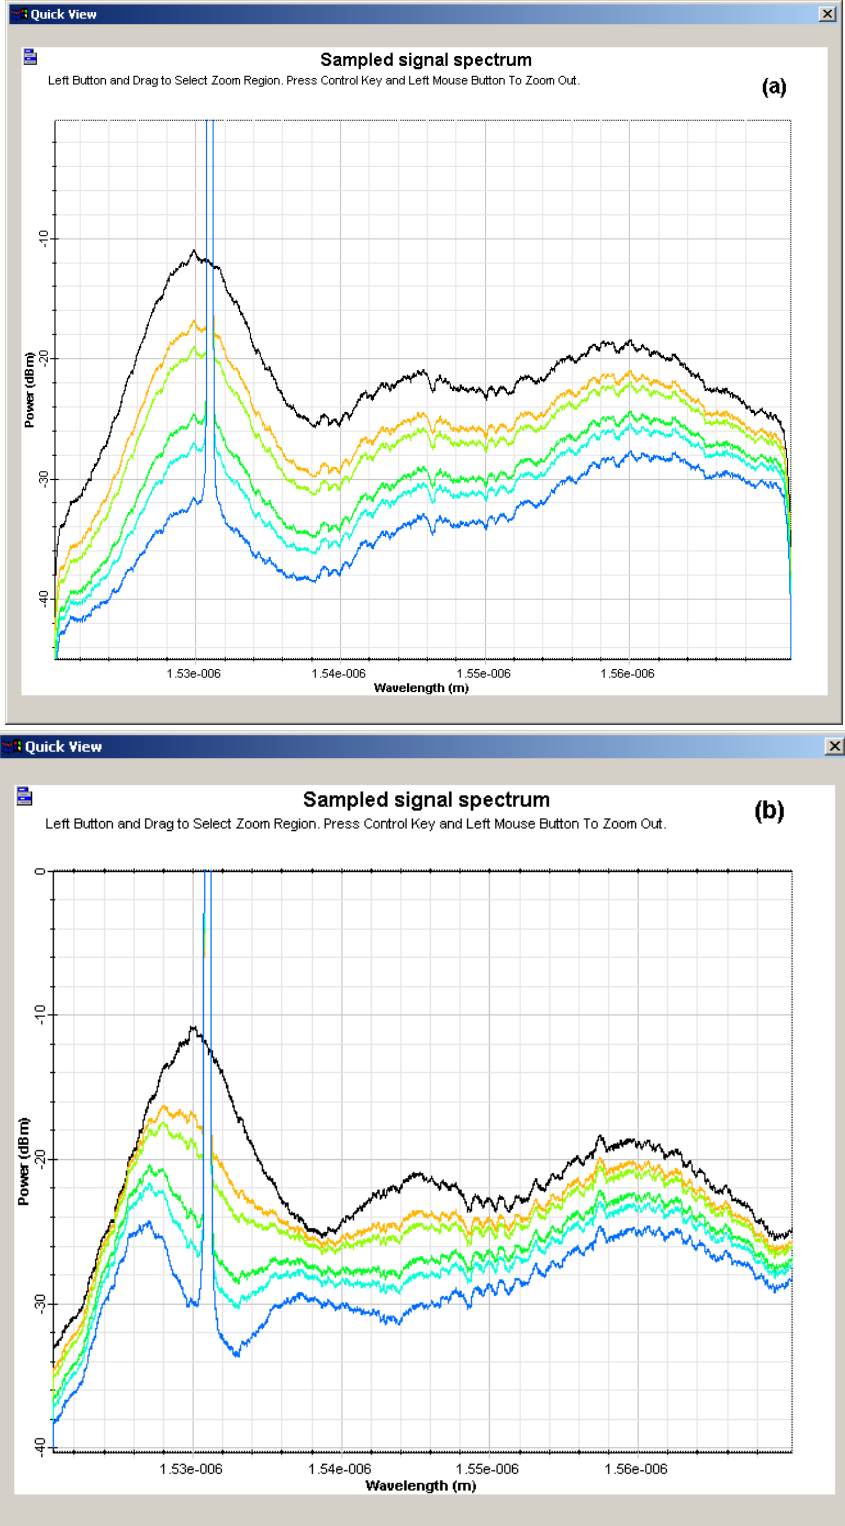 Quick View
Sampled signal spectrum
Left Button and Drag to Select Zoom Region. Press Control Key and Left Mouse Button To Zoom Out.
(a)
Power (dBm)
-10
-20
-30
-40
1.53e-006 1.54e-006 1.55e-006 1.56e-006
Wavelength (m)
Quick View
Sampled signal spectrum
(b)
Left Button and Drag to Select Zoom Region. Press Control Key and Left Mouse Button To Zoom Out.
Power (dBm)
0
-10
-20
-30
-40
1.53e-006 1.54e-006 1.55e-006 1.56e-006
Wavelength (m)